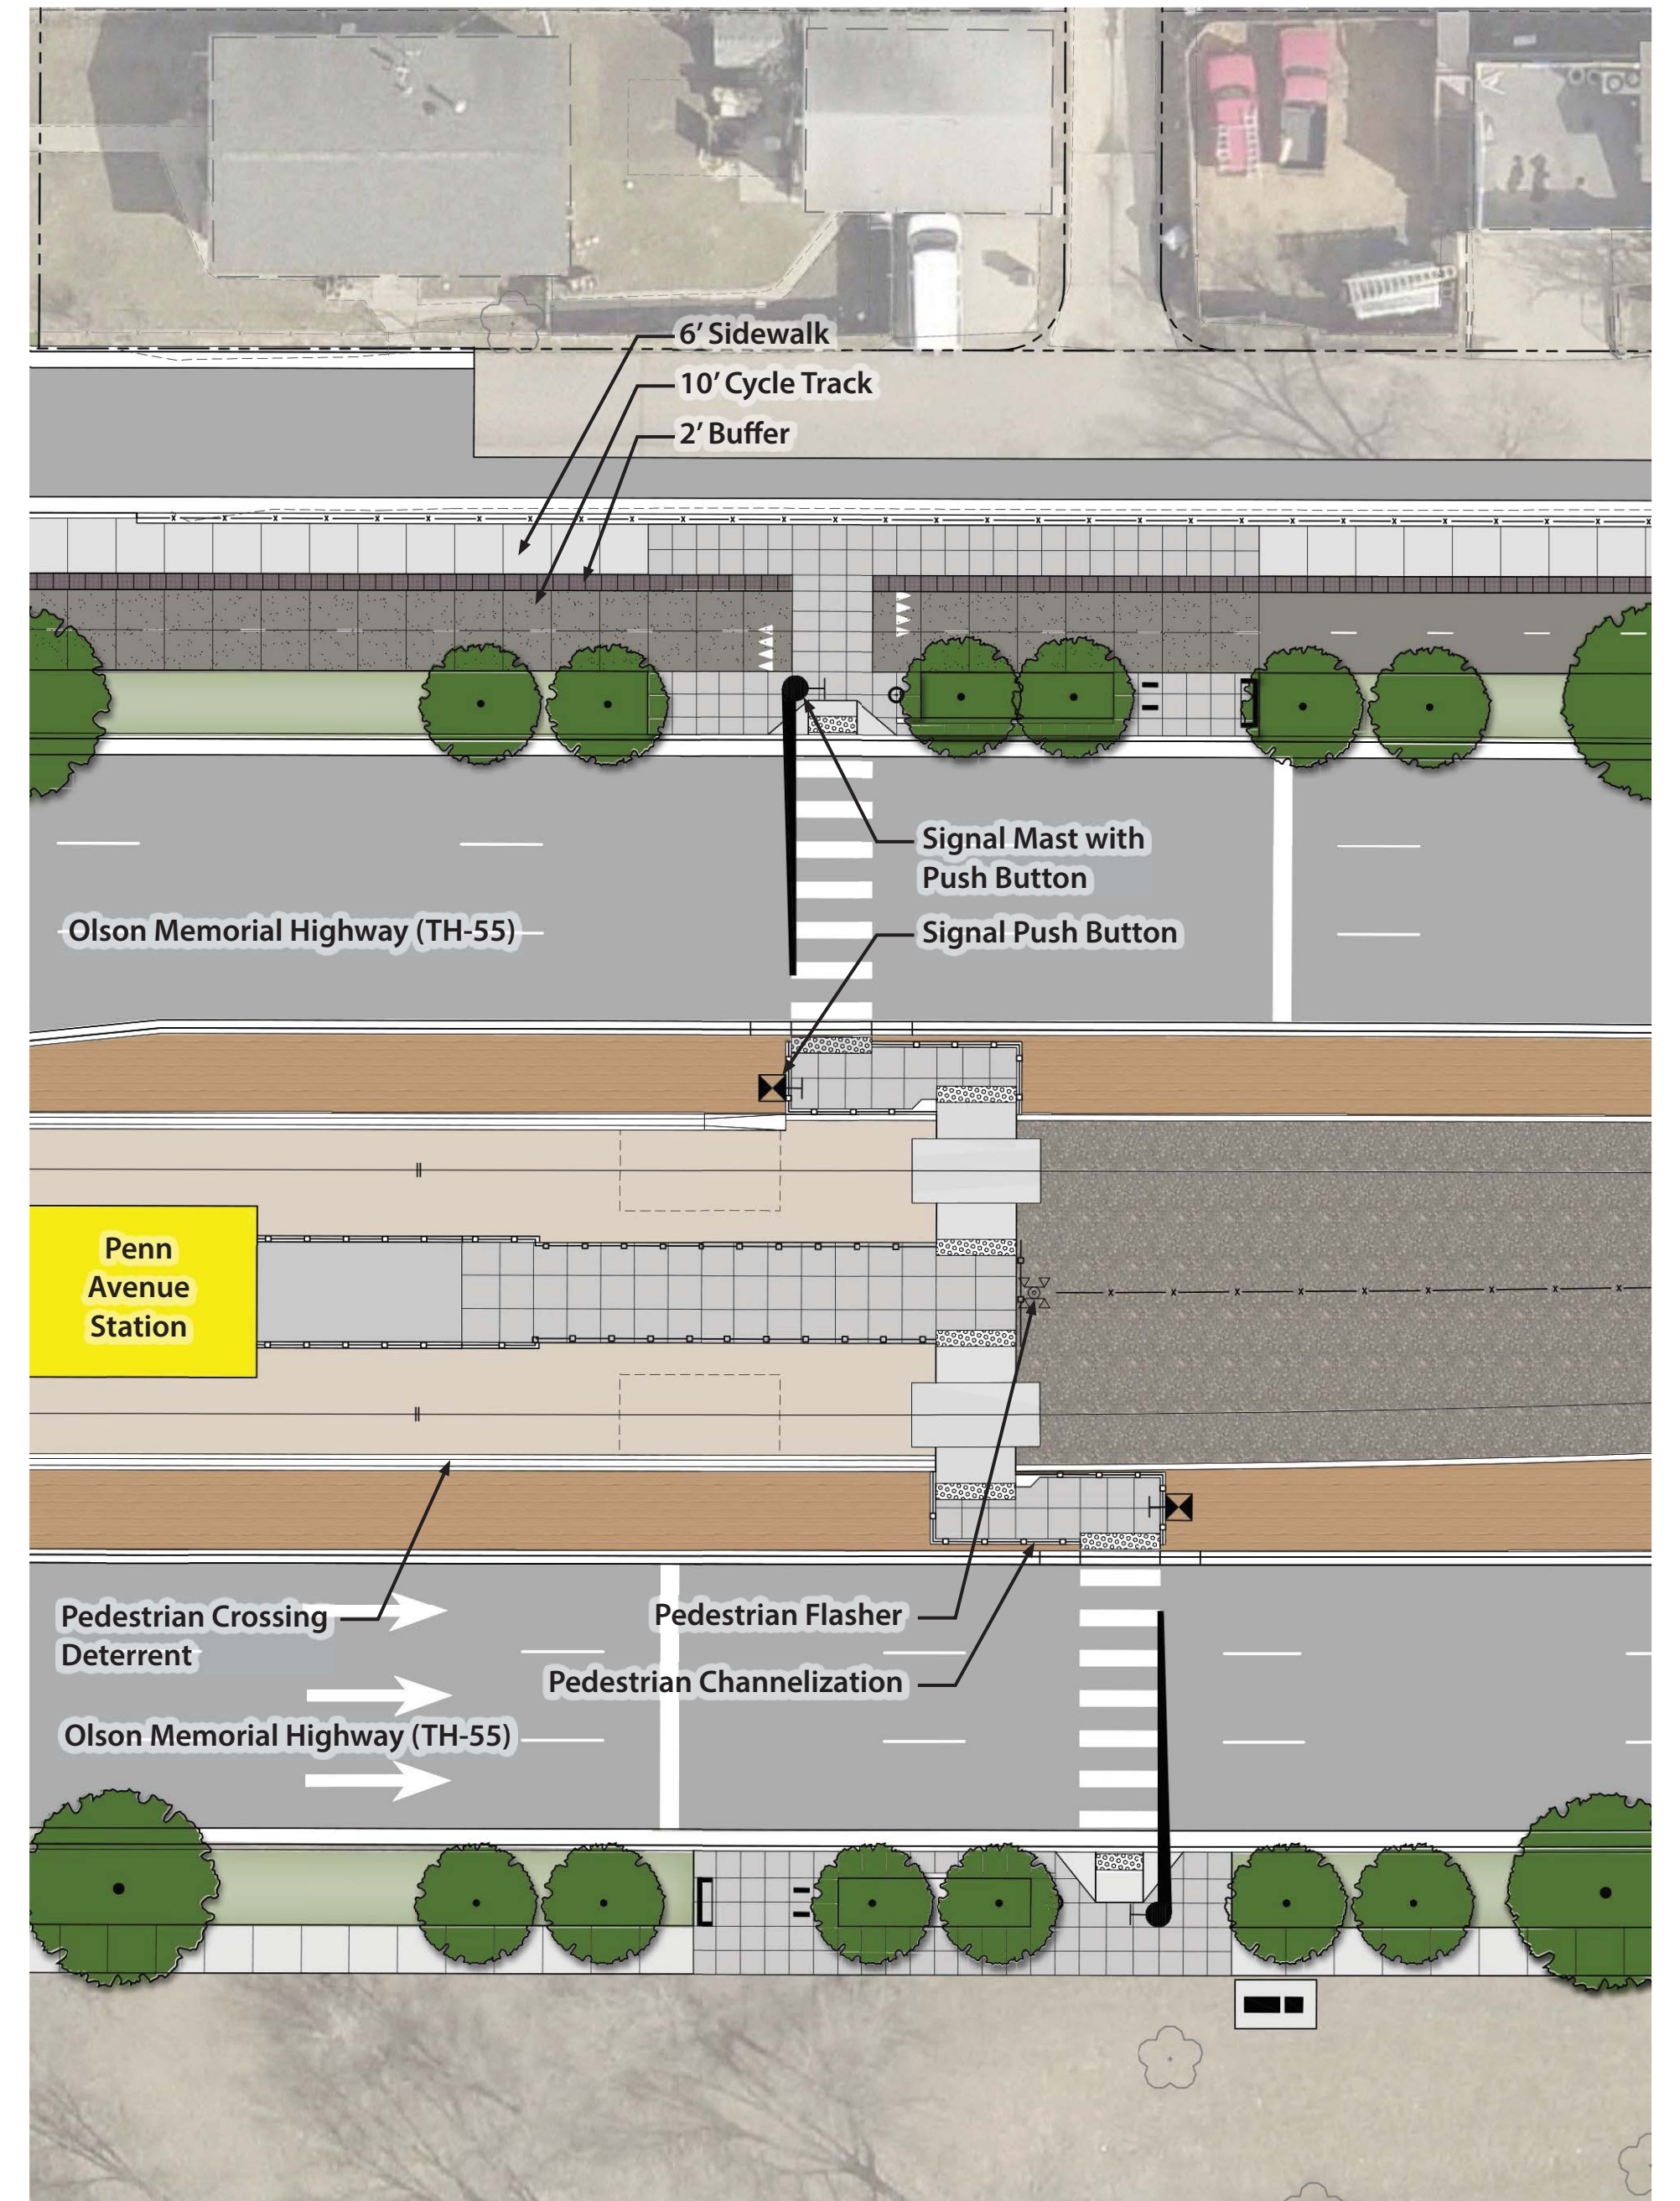 6’ Sidewalk
10’ Cycle Track
2’ Buffer
Signal Mast with
Push Button
Olson Memorial Highway (TH-55)
Signal Push Button
Penn
Avenue
Station
Pedestrian Crossing
Deterrent
Pedestrian Flasher
Pedestrian Channelization
Olson Memorial Highway (TH-55)